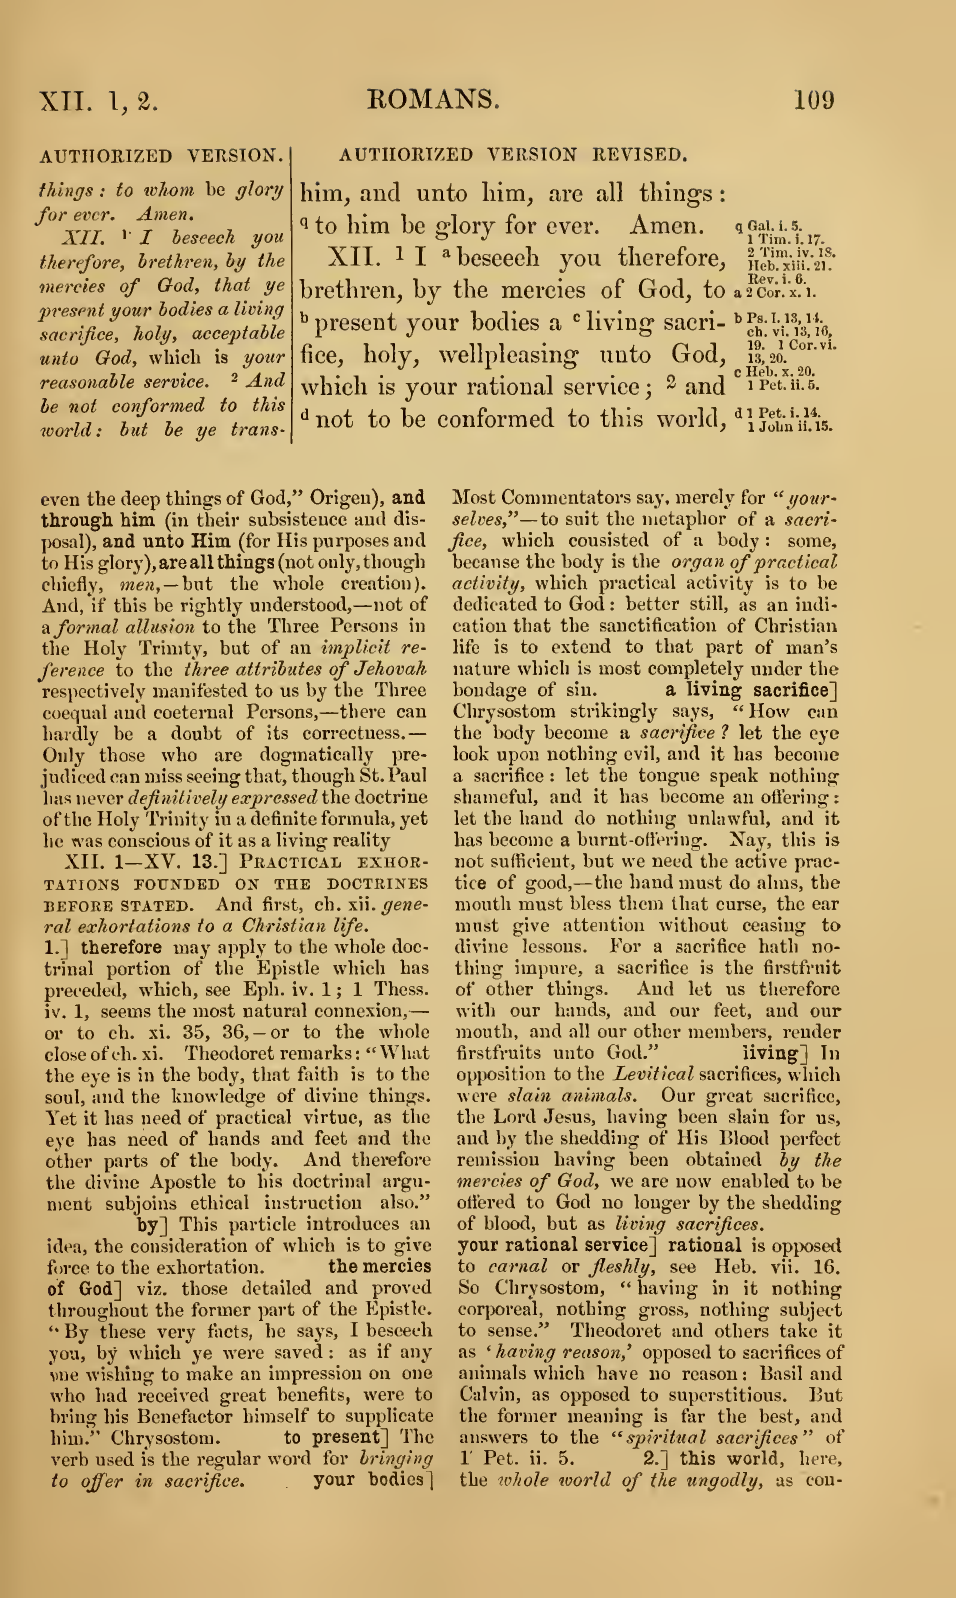 XII. 1, 2.
ROMANS.
109
AUTHORIZED VERSION.
things: to whom be glory
for ever. Amen.
XII. 1 I beseech you
therefore, brethren, by the
mercies of God, that ye
present your bodies a living
sacrifice, holy, acceptable
unto God, which is your
reasonable service. 2 And
be not conformed to this
world: but be ye trans-
AUTHORIZED VERSION REVISED.
him, and unto him, are all things:
q to him be glory for ever. Amen.
XII. 1 I a beseech you therefore,
brethren, by the mercies of God, to
b present your bodies a c living sacri-
fice, holy, wellpleasing unto God,
which is your rational service; 2 and
d not to be conformed to this world,
q Gal. i. 5.
1 Tim. i. 17.
2 Tim. iv. 18.
Heb. xiii. 21.
Rev. i. 6.
a 2 Cor. x. 1.
b Ps. l. 13, 14.
ch. vi. 13, 16,
19. 1 Cor. vi.
13, 20.
c Heb. x. 20.
1 Pet. ii. 5.
d 1 Pet. i. 14.
1 John ii. 15.
even the deep things of God,” Origen), and
through him (in their subsistence and dis-
posal), and unto Him (for His purposes and
to His glory), are all things (not only, though
chiefly, men,—but the whole creation).
And, if this be rightly understood,—not of
a formal allusion to the Three Persons in
the Holy Trinity, but of an implicit re-
ference to the three attributes of Jehovah
respectively manifested to us by the Three
coequal and coeternal Persons,—there can
hardly be a doubt of its correctness.—
Only those who are dogmatically pre-
judiced can miss seeing that, though St. Paul
has never definitively expressed the doctrine
of the Holy Trinity in a definite formula, yet
he was conscious of it as a living reality
XII. 1—XV. 13.] PRACTICAL EXHOR-
TATIONS FOUNDED ON THE DOCTRINES
BEFORE STATED. And first, ch. xii. gene-
ral exhortations to a Christian life.
1.] therefore may apply to the whole doc-
trinal portion of the Epistle which has
preceded, which, see Eph. iv. 1; 1 Thess.
iv. 1, seems the most natural connexion,—
or to ch. xi. 35, 36,—or to the whole
close of ch. xi. Theodoret remarks: “What
the eye is in the body, that faith is to the
soul, and the knowledge of divine things.
Yet it has need of practical virtue, as the
eye has need of hands and feet and the
other parts of the body. And therefore
the divine Apostle to his doctrinal argu-
ment subjoins ethical instruction also.”
by] This particle introduces an
idea, the consideration of which is to give
force to the exhortation. the mercies
of God] viz. those detailed and proved
throughout the former part of the Epistle.
“By these very facts, he says, I beseech
you, by which ye were saved: as if any
one wishing to make an impression on one
who had received great benefits, were to
bring his Benefactor himself to supplicate
him.” Chrysostom. to present] The
verb used is the regular word for bringing
to offer in sacrifice. your bodies]
Most Commentators say, merely for “your-
selves,”—to suit the metaphor of a sacri-
fice, which consisted of a body: some,
because the body is the organ of practical
activity, which practical activity is to be
dedicated to God: better still, as an indi-
cation that the sanctification of Christian
life is to extend to that part of man’s
nature which is most completely under the
bondage of sin. a living sacrifice]
Chrysostom strikingly says, “How can
the body become a sacrifice? let the eye
look upon nothing evil, and it has become
a sacrifice: let the tongue speak nothing
shameful, and it has become an offering:
let the hand do nothing unlawful, and it
has become a burnt-offering. Nay, this is
not sufficient, but we need the active prac-
tice of good,—the hand must do alms, the
mouth must bless them that curse, the ear
must give attention without ceasing to
divine lessons. For a sacrifice hath no-
thing impure, a sacrifice is the firstfruit
of other things. And let us therefore
with our hands, and our feet, and our
mouth, and all our other members, render
firstfruits unto God.” living] In
opposition to the Levitical sacrifices, which
were slain animals. Our great sacrifice,
the Lord Jesus, having been slain for us,
and by the shedding of His Blood perfect
remission having been obtained by the
mercies of God, we are now enabled to be
offered to God no longer by the shedding
of blood, but as living sacrifices.
your rational service] rational is opposed
to carnal or fleshly, see Heb. vii. 16.
So Chrysostom, “having in it nothing
corporeal, nothing gross, nothing subject
to sense.” Theodoret and others take it
as ‘having reason,’ opposed to sacrifices of
animals which have no reason: Basil and
Calvin, as opposed to superstitious. But
the former meaning is far the best, and
answers to the “spiritual sacrifices” of
1 Pet. ii. 5. 2.] this world, here,
the whole world of the ungodly, as con-